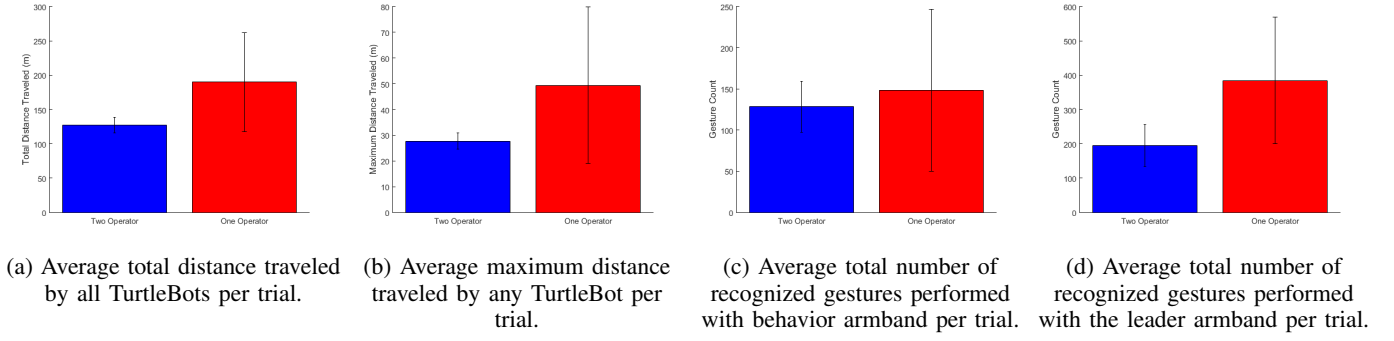 Total Distance Traveled (m)
300
250
200
150
100
50
0
Two Operator
One Operator
(a) Average total distance traveled
by all TurtleBots per trial.
Maximum Distance Traveled (m)
80
70
60
50
40
30
20
10
0
Two Operator
One Operator
(b) Average maximum distance
traveled by any TurtleBot per
trial.
Gesture Count
250
200
150
100
50
0
Two Operator
One Operator
(c) Average total number of
recognized gestures performed
with behavior armband per trial.
Gesture Count
600
500
400
300
200
100
0
Two Operator
One Operator
(d) Average total number of
recognized gestures performed
with the leader armband per trial.